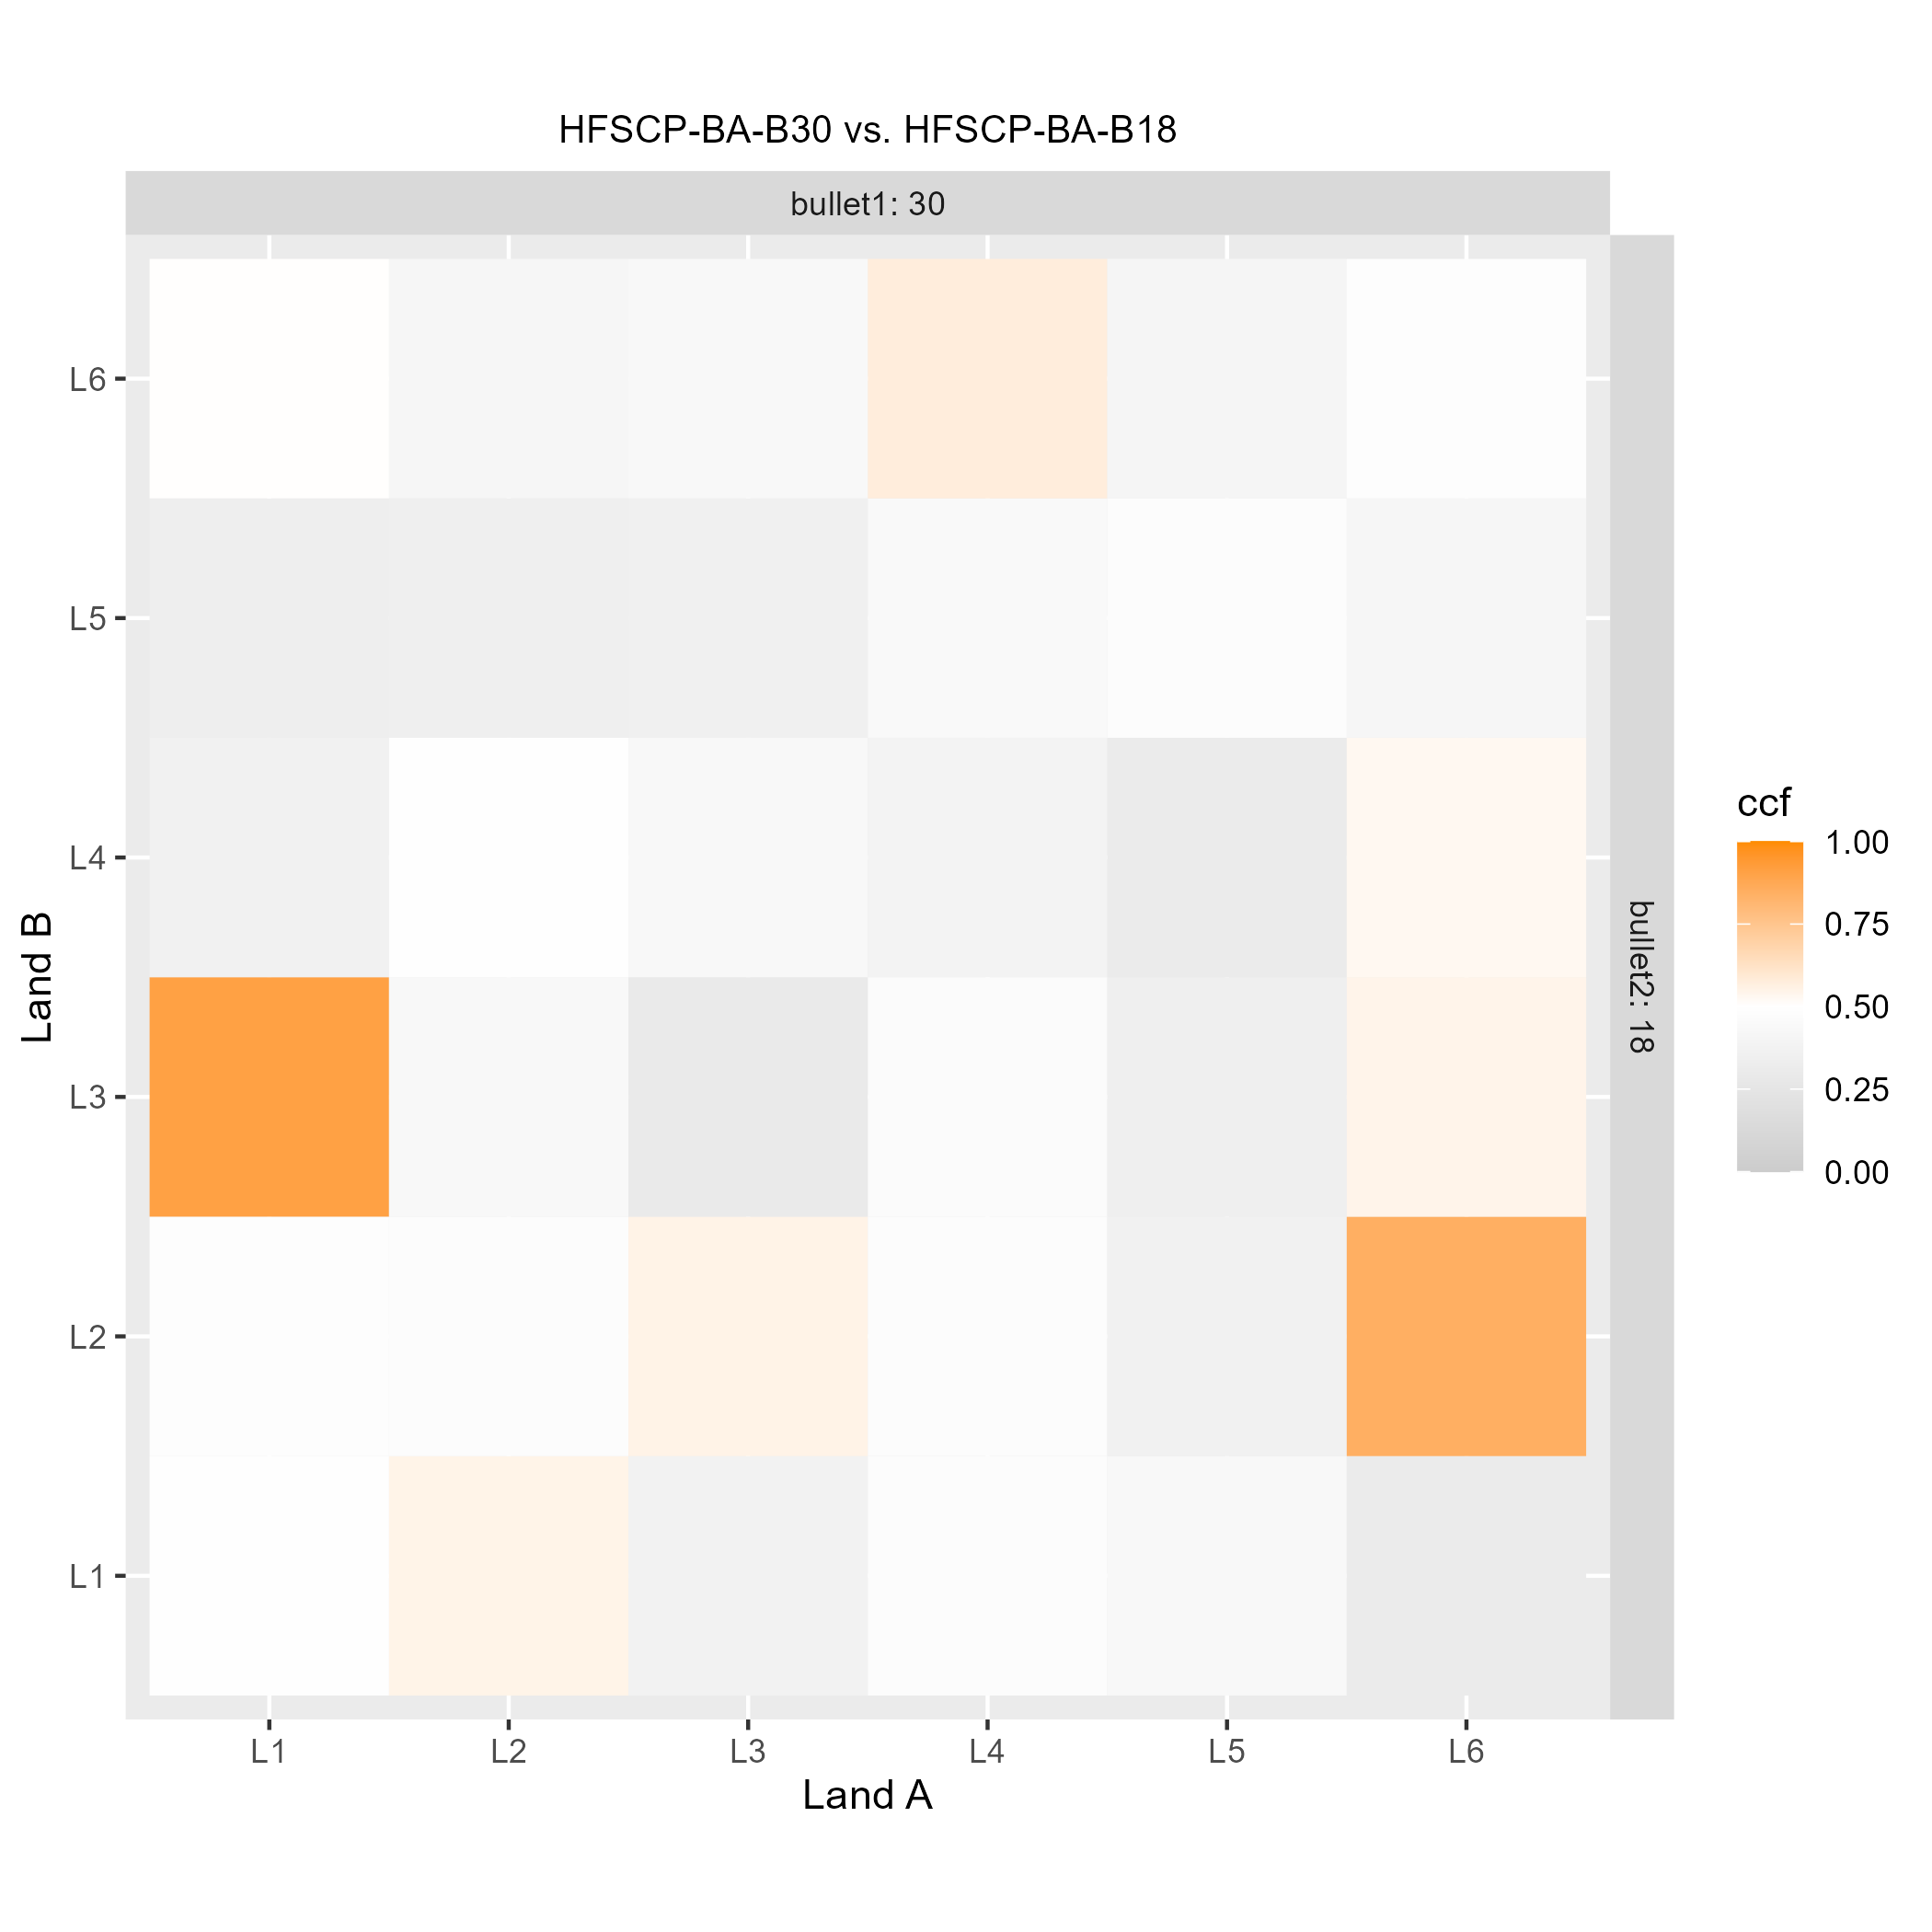 HFSCP-BA-B30 vs. HFSCP-BA-B18
bullet1: 30
L6
L5
L4
L3
L2
L1
Land B
bullet2: 18
ccf
1.00
0.75
0.50
0.25
0.00
L1 L2 L3 L4 L5 L6
Land A